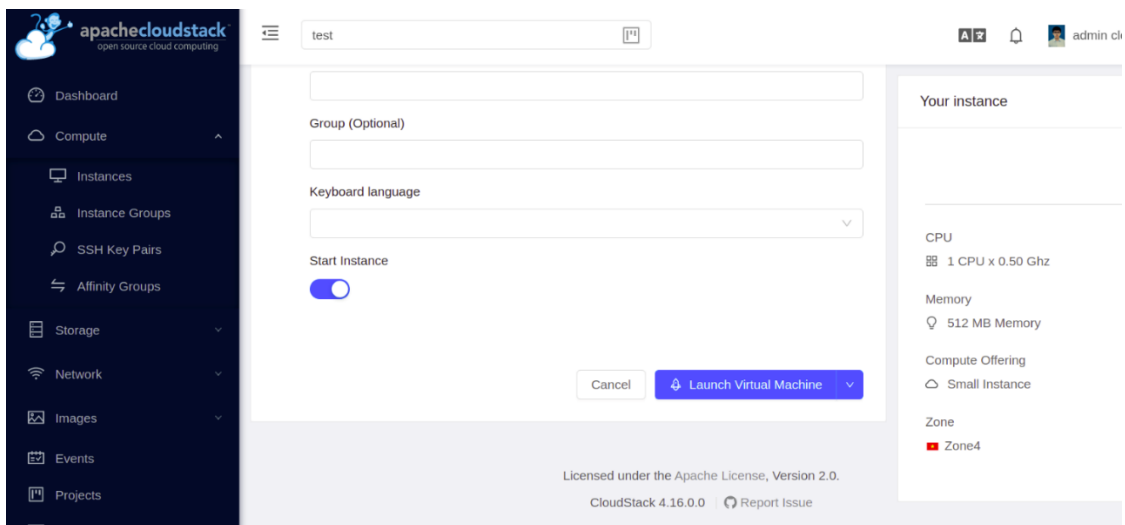 apachecloudstack
open source cloud computing
test
admin cl
Dashboard
Compute
Instances
Instance Groups
SSH Key Pairs
Affinity Groups
Storage
Network
Images
Events
Projects
Group (Optional)
Keyboard language
Start Instance
Cancel
Launch Virtual Machine
Licensed under the Apache License, Version 2.0.
CloudStack 4.16.0.0 Report Issue
Your instance
CPU
1 CPU x 0.50 Ghz
Memory
512 MB Memory
Compute Offering
Small Instance
Zone
Zone4